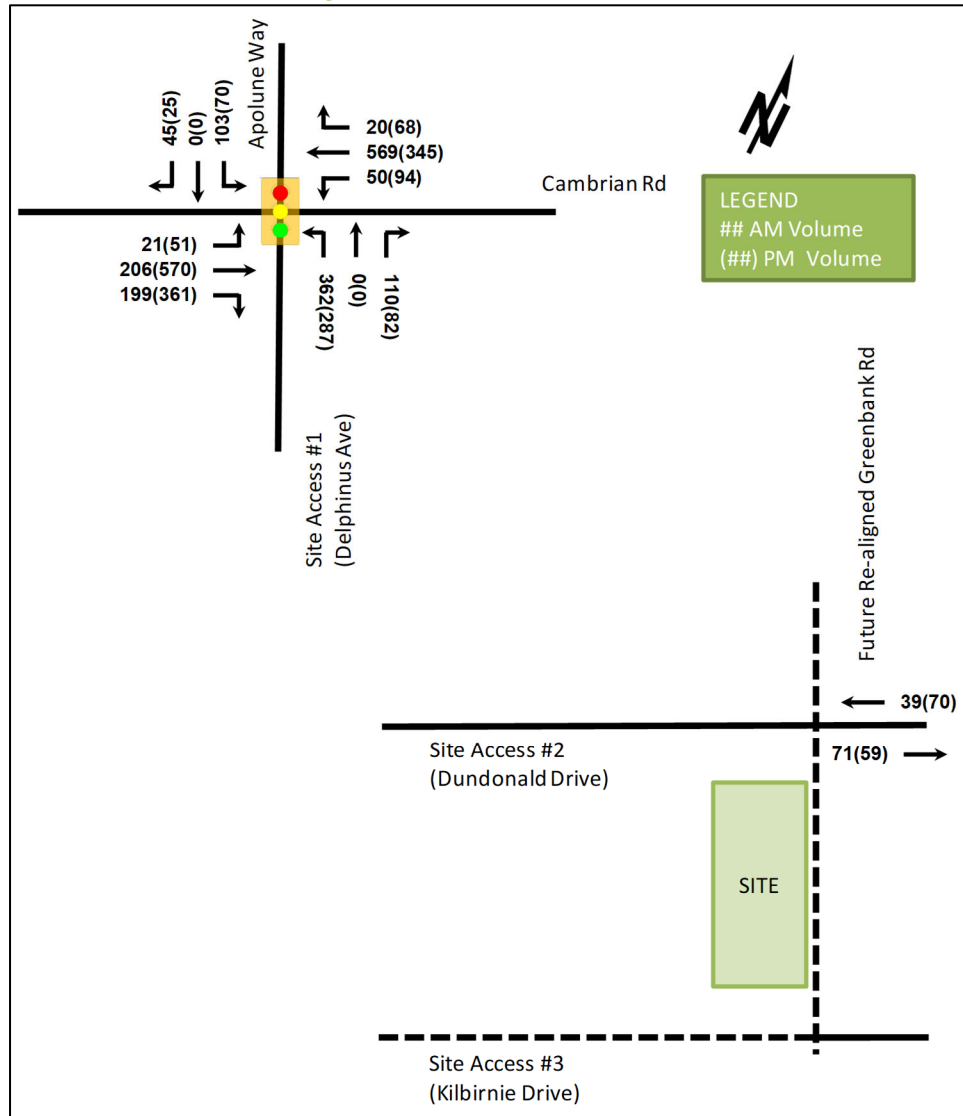 Apolune Way
45(25)
0(0)
103(70)
20(68)
569(345)
50(94)
Cambrian Rd
N
LEGEND
## AM Volume
(##) PM Volume
21(51)
206(570)
199(361)
362(287)
0(0)
110(82)
Site Access #1
(Delphinus Ave)
Future Re-aligned Greenbank Rd
39(70)
71(59)
Site Access #2
(Dundonald Drive)
SITE
Site Access #3
(Kilbirnie Drive)